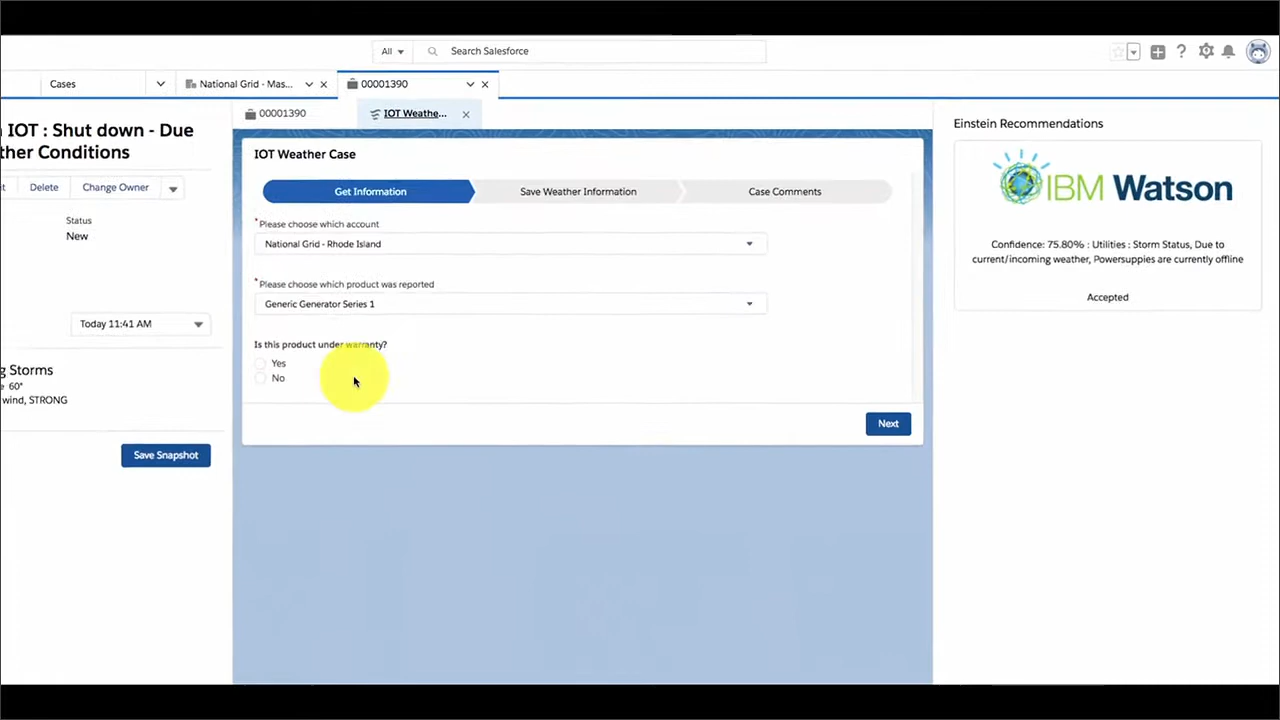 All
Search Salesforce
Cases
National Grid - Mas...
00001390
00001390
IOT Weathe...
IOT : Shut down - Due
ther Conditions
Delete
Change Owner
Status
New
Today 11:41 AM
g Storms
60°
wind, STRONG
Save Snapshot
IOT Weather Case
Get Information
Save Weather Information
Case Comments
*Please choose which account
National Grid - Rhode Island
*Please choose which product was reported
Generic Generator Series 1
Is this product under warranty?
Yes
No
Next
Einstein Recommendations
IBM Watson
Confidence: 75.80% : Utilities : Storm Status, Due to
current/incoming weather, Powersuppies are currently offline
Accepted